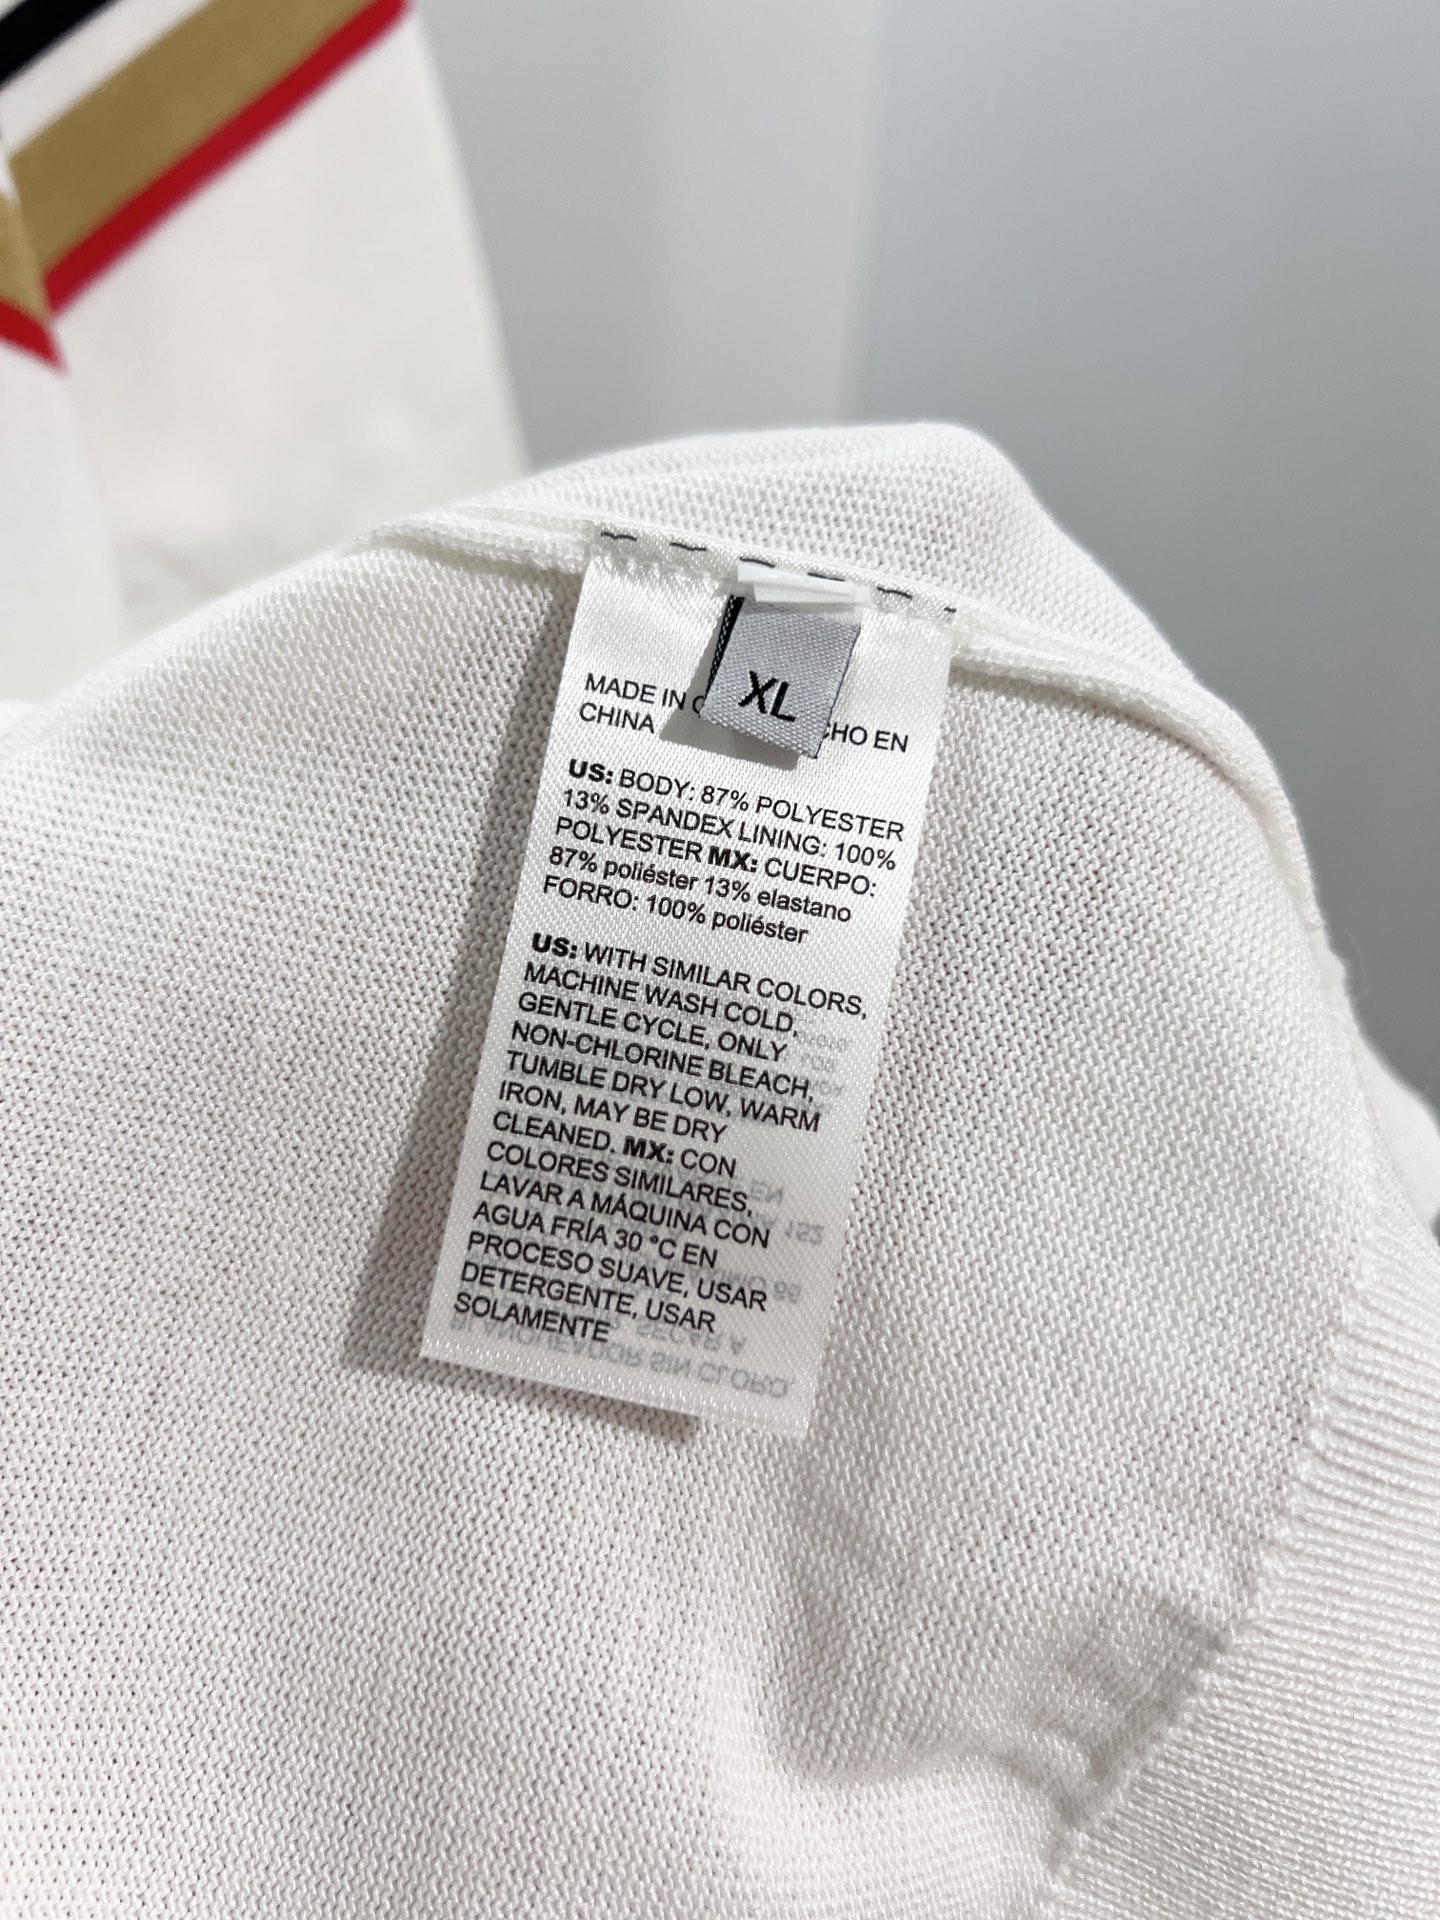 XL
MADE IN
CHINA EN
US: BODY: 87% POLYESTER
13% SPANDEX LINING: 100%
POLYESTER MX: CUERPO:
87% poliéster 13% elastano
FORRO: 100% poliéster
US: WITH SIMILAR COLORS,
MACHINE WASH COLD,
GENTLE CYCLE, ONLY
NON-CHLORINE BLEACH,
TUMBLE DRY LOW, WARM
IRON, MAY BE DRY
CLEANED. MX: CON
COLORES SIMILARES,
LAVAR A MÁQUINA CON
AGUA FRÍA 30 °C EN
PROCESO SUAVE, USAR
DETERGENTE, USAR
SOLAMENTE